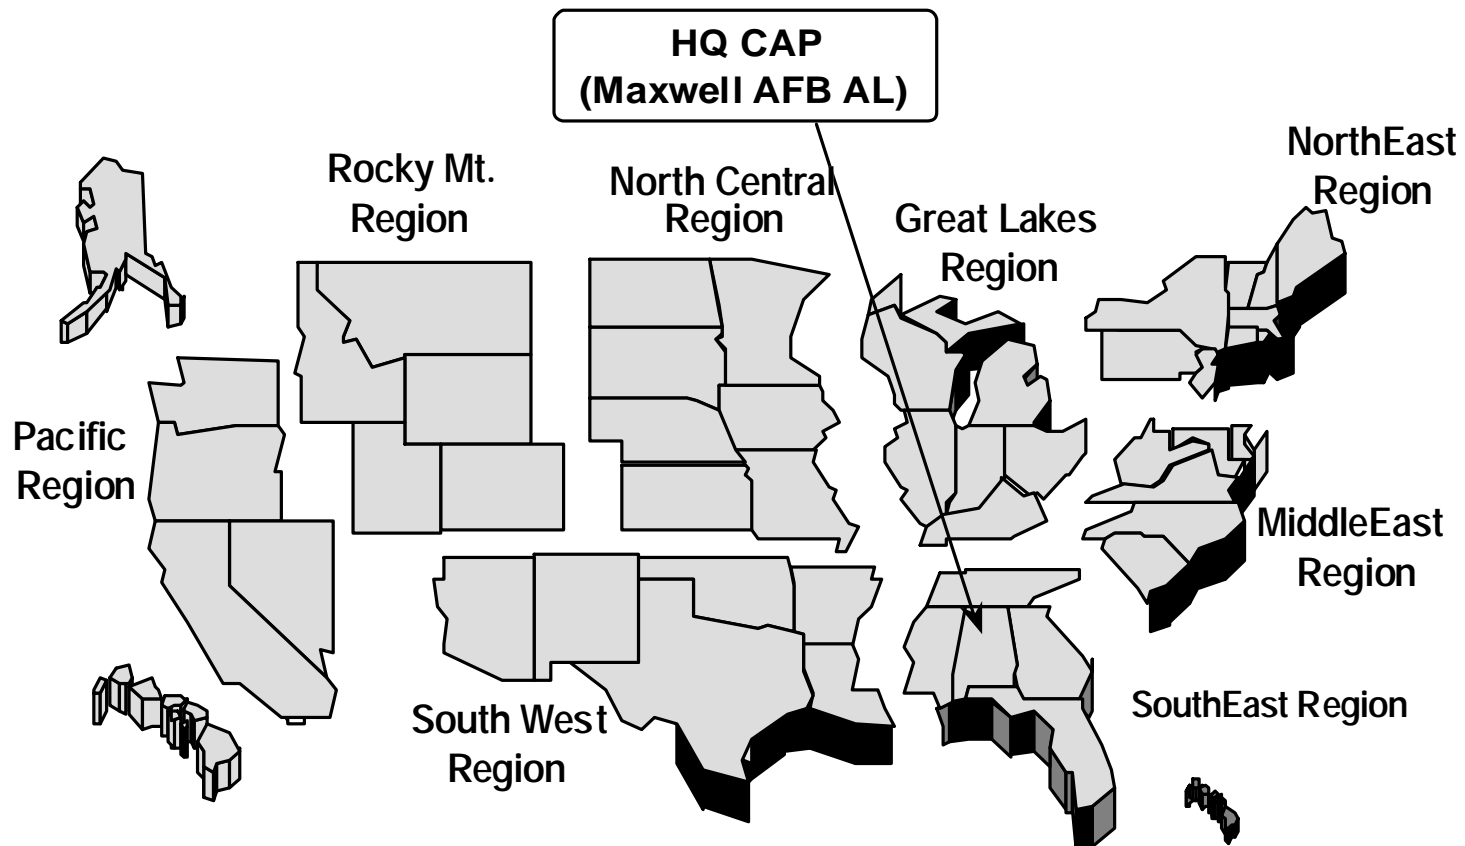 HQ CAP
(Maxwell AFB AL)
NorthEast
Region
Rocky Mt.
Region
North Central
Region
Great Lakes
Region
Pacific
Region
MiddleEast
Region
South West
Region
SouthEast Region